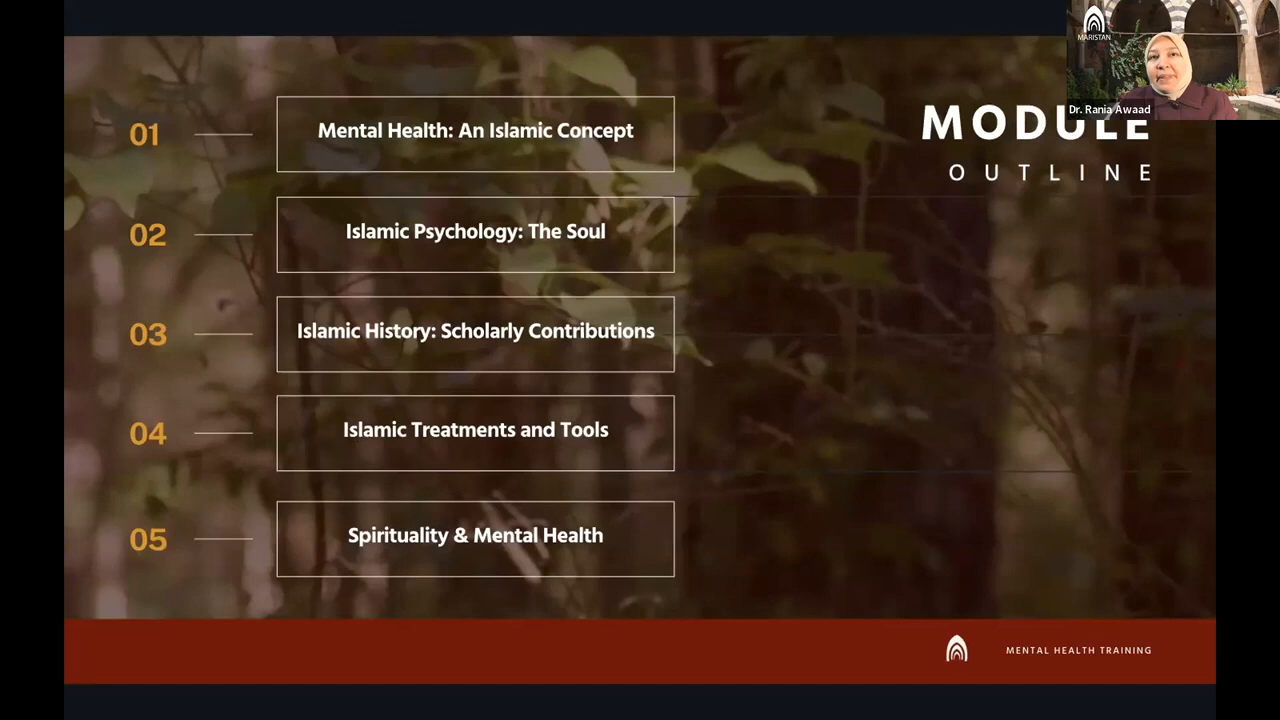 MARISTAN
Dr. Rania Awaad
MODULE
OUTLINE
01
Mental Health: An Islamic Concept
02
Islamic Psychology: The Soul
03
Islamic History: Scholarly Contributions
04
Islamic Treatments and Tools
05
Spirituality & Mental Health
MENTAL HEALTH TRAINING